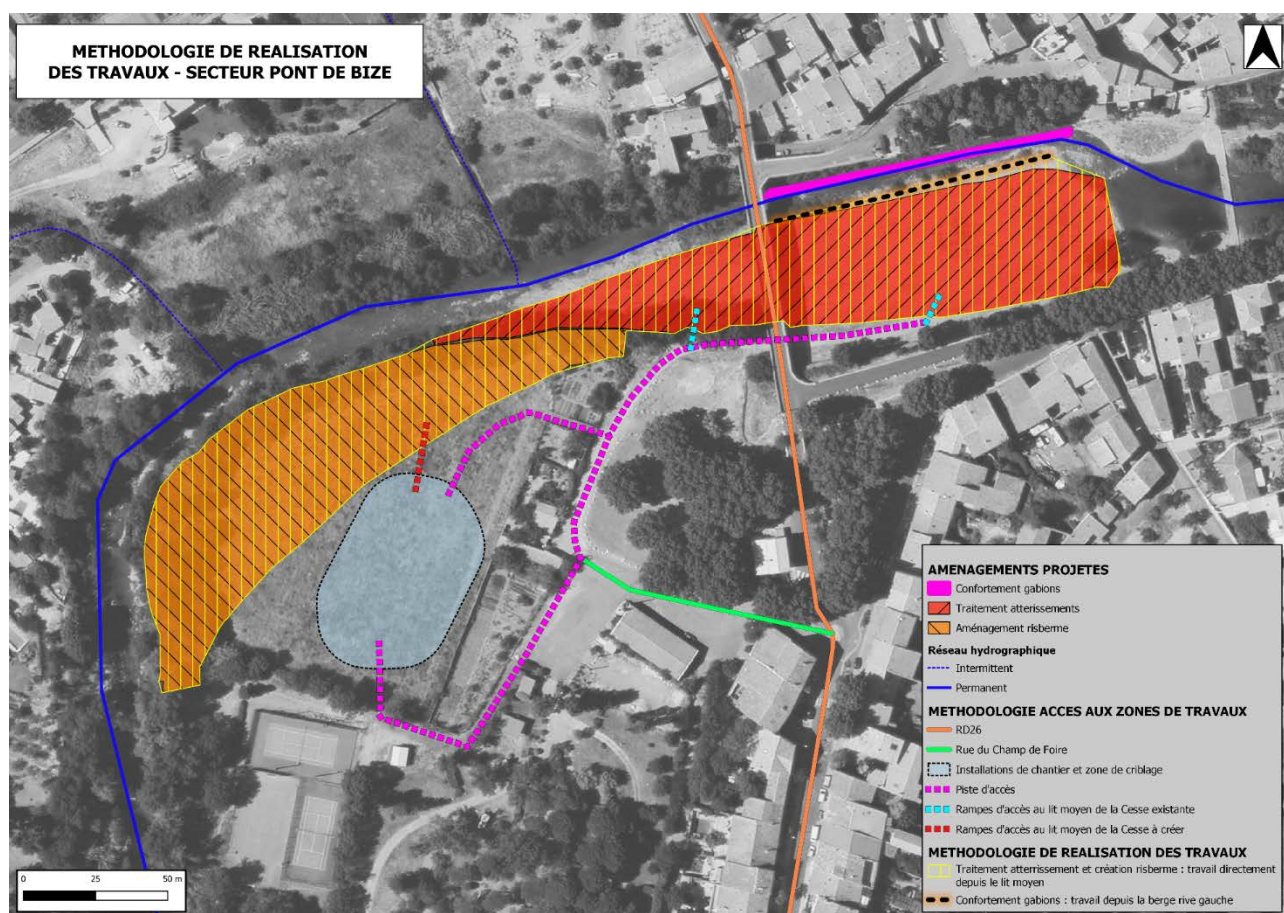 METHODOLOGIE DE REALISATION
DES TRAVAUX - SECTEUR PONT DE BIZE
AMENAGEMENTS PROJETES
Confortement gabions
Traitement atterissements
Aménagement risberme
Réseau hydrographique
Intermittent
Permanent
METHODOLOGIE ACCES AUX ZONES DE TRAVAUX
RD26
Rue du Champ de Foire
Installations de chantier et zone de criblage
Piste d'accès
Rampes d'accès au lit moyen de la Cesse existante
Rampes d'accès au lit moyen de la Cesse à créer
METHODOLOGIE DE REALISATION DES TRAVAUX
Traitement atterrissement et création risberme : travail directement
depuis le lit moyen
Confortement gabions : travail depuis la berge rive gauche
0 25 50 m